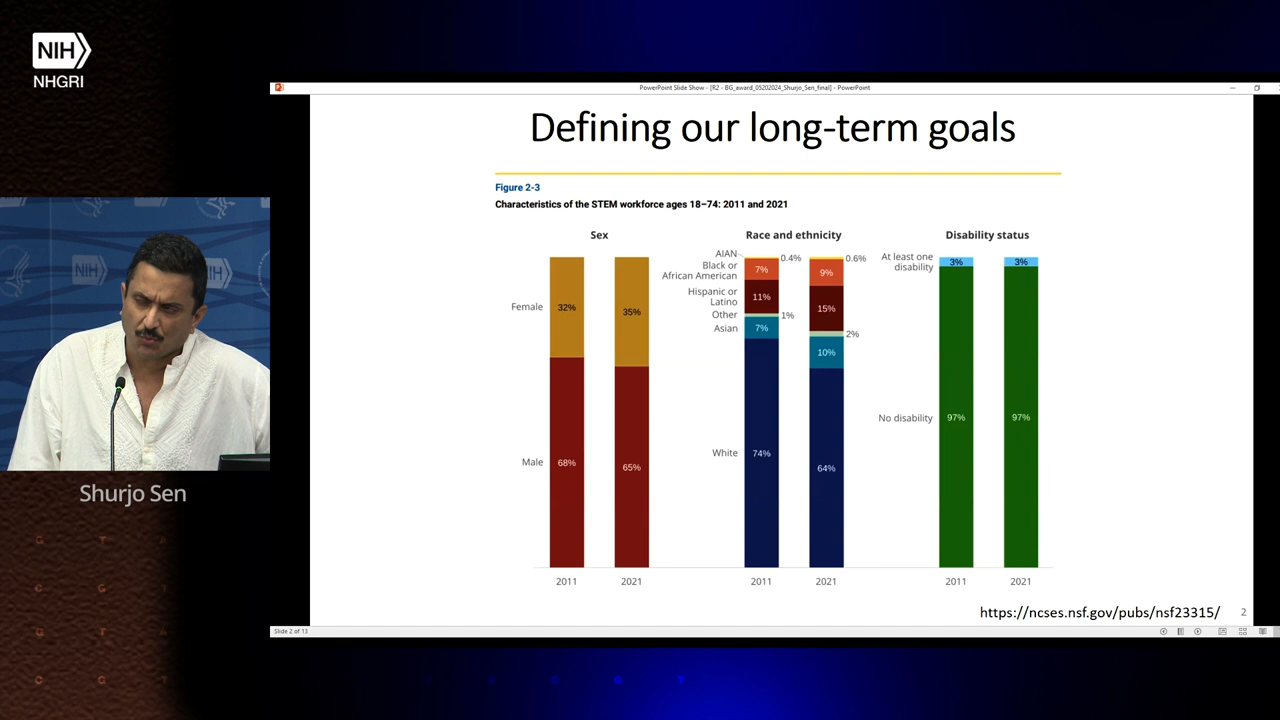 NIH
NHGRI
PowerPoint Slide Show - [R2 - BG_award_05202024_Shurjo_Sen_final] - PowerPoint
Defining our long-term goals
Figure 2-3
Characteristics of the STEM workforce ages 18–74: 2011 and 2021
Sex
Race and ethnicity
Disability status
Female
32%
35%
Male
68%
65%
2011
2021
AIAN
0.4%
0.6%
Black or
African American
7%
9%
Hispanic or
Latino
11%
15%
Other
1%
2%
Asian
7%
10%
White
74%
64%
2011
2021
At least one
disability
3%
3%
No disability
97%
97%
2011
2021
https://ncses.nsf.gov/pubs/nsf23315/
2
Slide 2 of 13
NIH
NIH
Shurjo Sen
G T
C G
G T
C G T
G T